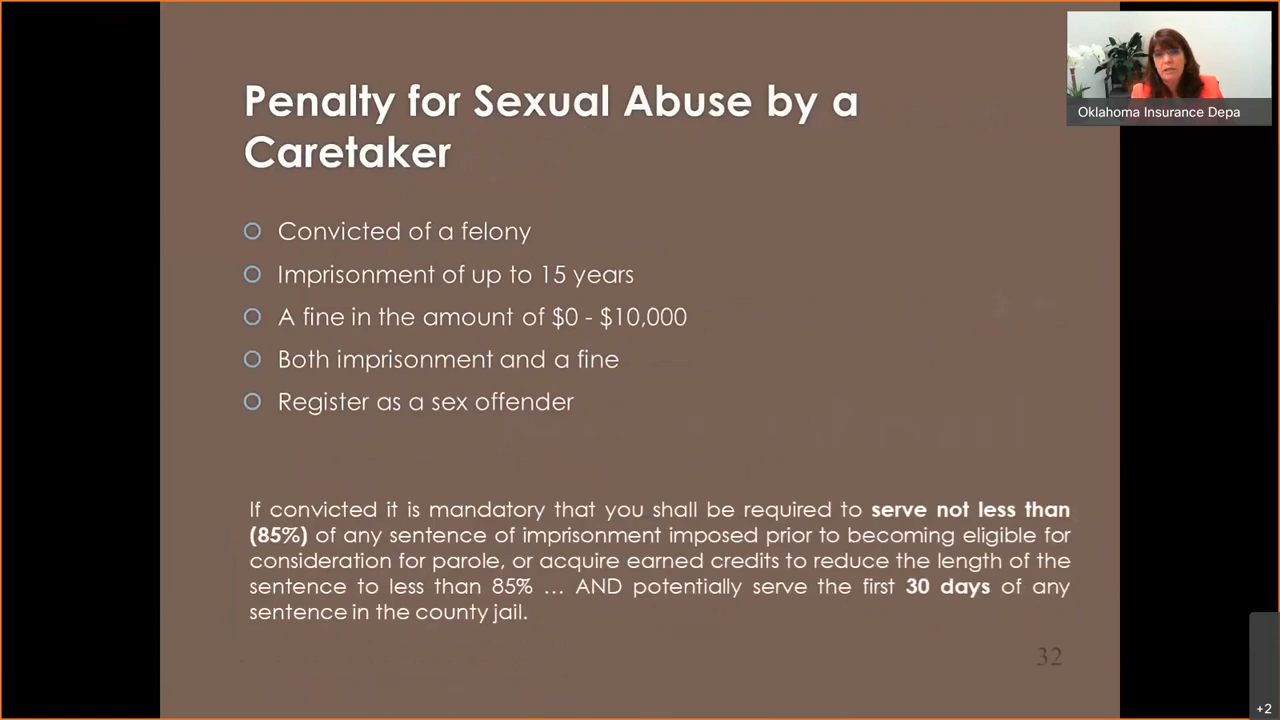 Penalty for Sexual Abuse by a
Caretaker
Convicted of a felony
Imprisonment of up to 15 years
A fine in the amount of $0 - $10,000
Both imprisonment and a fine
Register as a sex offender
If convicted it is mandatory that you shall be required to serve not less than
(85%) of any sentence of imprisonment imposed prior to becoming eligible for
consideration for parole, or acquire earned credits to reduce the length of the
sentence to less than 85% … AND potentially serve the first 30 days of any
sentence in the county jail.
32
Oklahoma Insurance Depa
+2